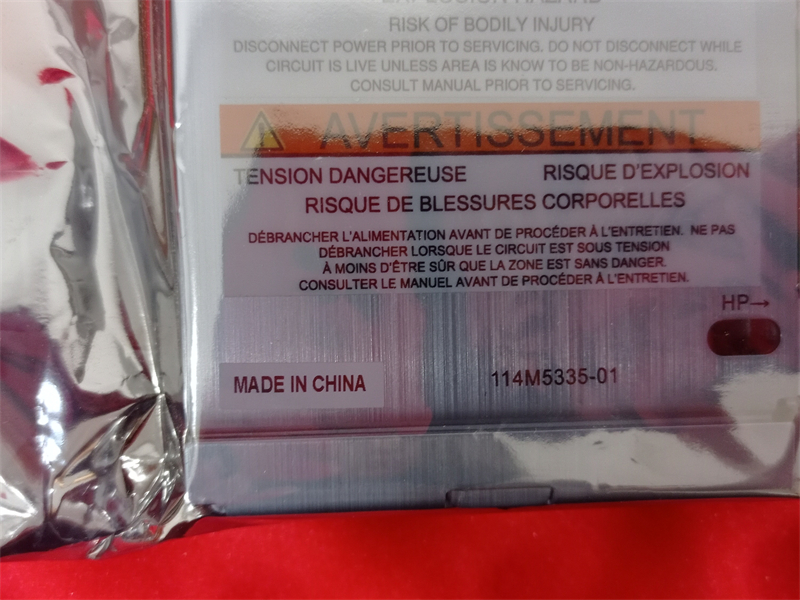 EXPLOSION HAZARD
RISK OF BODILY INJURY
DISCONNECT POWER PRIOR TO SERVICING. DO NOT DISCONNECT WHILE
CIRCUIT IS LIVE UNLESS AREA IS KNOW TO BE NON-HAZARDOUS.
CONSULT MANUAL PRIOR TO SERVICING.
AVERTISSEMENT
TENSION DANGEREUSE RISQUE D'EXPLOSION
RISQUE DE BLESSURES CORPORELLES
DÉBRANCHER L'ALIMENTATION AVANT DE PROCÉDER À L'ENTRETIEN. NE PAS
DÉBRANCHER LORSQUE LE CIRCUIT EST SOUS TENSION
À MOINS D'ÊTRE SÛR QUE LA ZONE EST SANS DANGER.
CONSULTER LE MANUEL AVANT DE PROCÉDER À L'ENTRETIEN.
HP→
MADE IN CHINA 114M5335-01